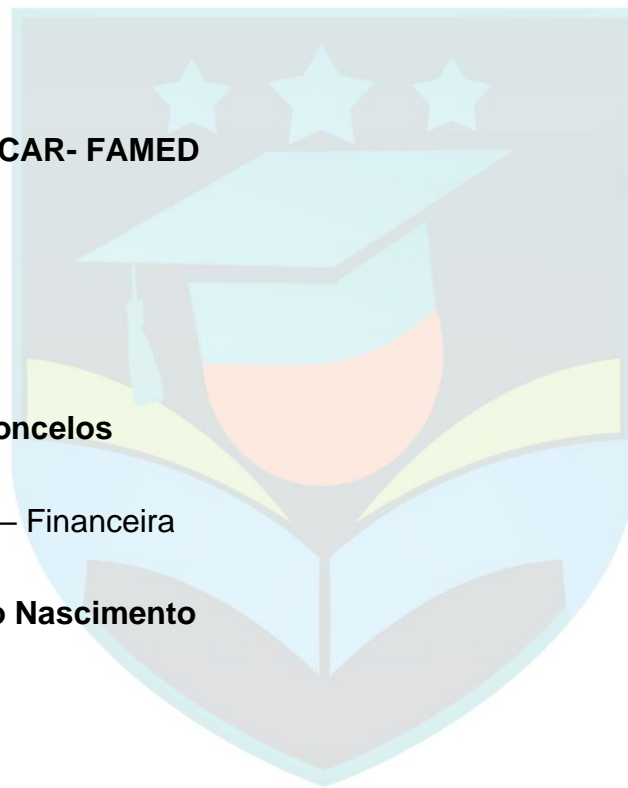 CAR- FAMED
oncelos
– Financeira
o Nascimento